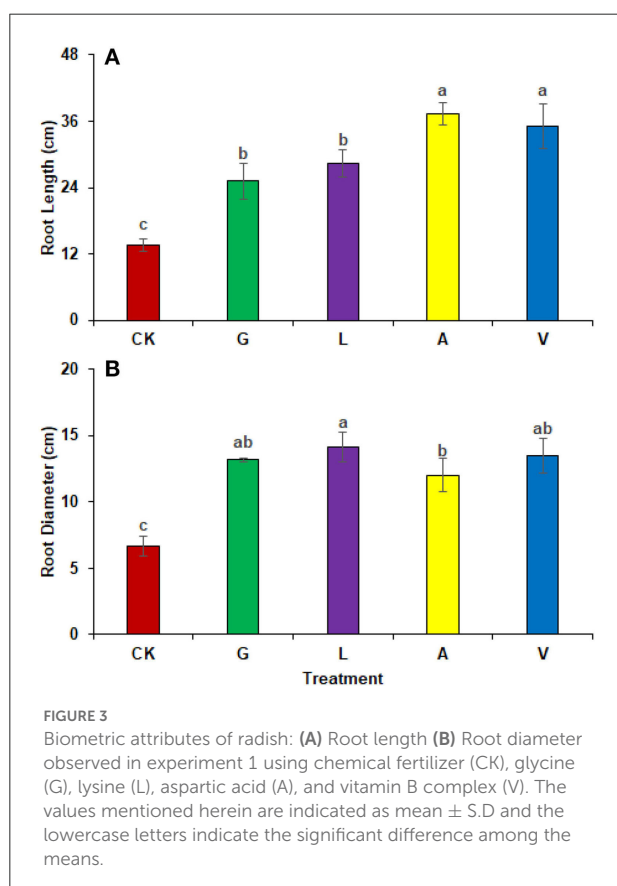 A
48
36
24
12
0
Root Length (cm)
c
b
b
a
a
CK G L A V
B
20
15
10
5
0
Root Diameter (cm)
c
ab
a
b
ab
CK G L A V
Treatment
FIGURE 3
Biometric attributes of radish: (A) Root length (B) Root diameter
observed in experiment 1 using chemical fertilizer (CK), glycine
(G), lysine (L), aspartic acid (A), and vitamin B complex (V). The
values mentioned herein are indicated as mean ± S.D and the
lowercase letters indicate the significant difference among the
means.